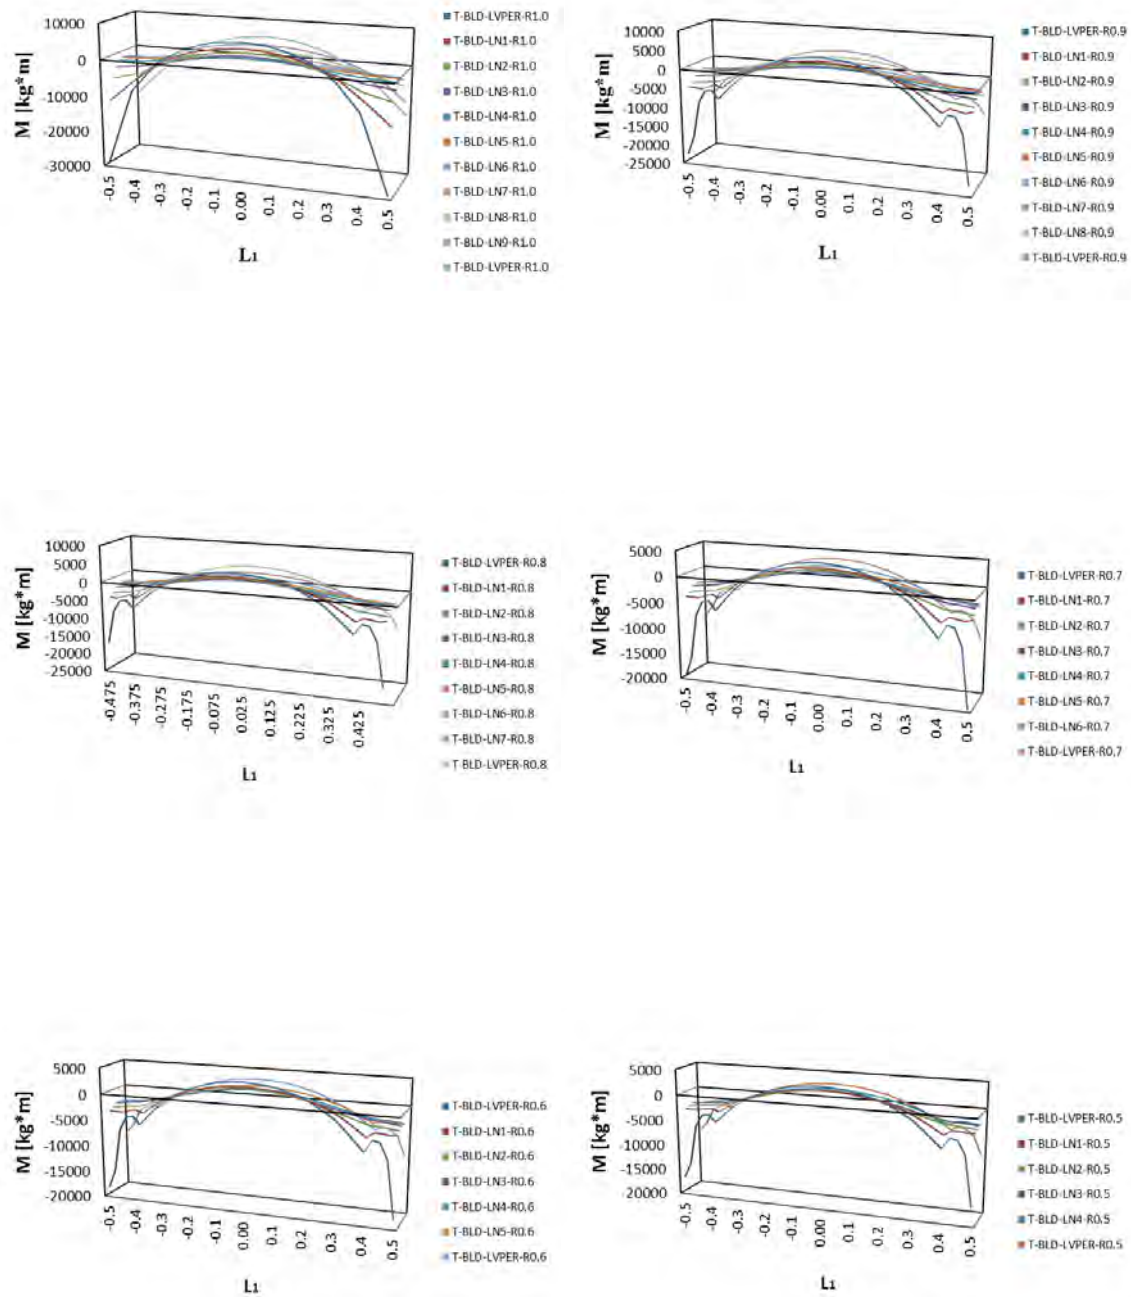 10000
0
-10000
-20000
-30000
M [kg*m]
-0.5
-0.4
-0.3
-0.2
-0.1
0.00
0.1
0.2
0.3
0.4
0.5
L1
T-BLD-LVPER-R1.0
T-BLD-LN1-R1.0
T-BLD-LN2-R1.0
T-BLD-LN3-R1.0
T-BLD-LN4-R1.0
T-BLD-LN5-R1.0
T-BLD-LN6-R1.0
T-BLD-LN7-R1.0
T-BLD-LN8-R1.0
T-BLD-LN9-R1.0
T-BLD-LVPER-R1.0
10000
5000
0
-5000
-10000
-15000
-20000
-25000
M [kg*m]
-0.5
-0.4
-0.3
-0.2
-0.1
0.00
0.1
0.2
0.3
0.4
0.5
L1
T-BLD-LVPER-R0.9
T-BLD-LN1-R0.9
T-BLD-LN2-R0.9
T-BLD-LN3-R0.9
T-BLD-LN4-R0.9
T-BLD-LN5-R0.9
T-BLD-LN6-R0.9
T-BLD-LN7-R0.9
T-BLD-LN8-R0.9
T-BLD-LVPER-R0.9
10000
5000
0
-5000
-10000
-15000
-20000
-25000
M [kg*m]
-0.475
-0.375
-0.275
-0.175
-0.075
0.025
0.125
0.225
0.325
0.425
L1
T-BLD-LVPER-R0.8
T-BLD-LN1-R0.8
T-BLD-LN2-R0.8
T-BLD-LN3-R0.8
T-BLD-LN4-R0.8
T-BLD-LN5-R0.8
T-BLD-LN6-R0.8
T-BLD-LN7-R0.8
T-BLD-LVPER-R0.8
5000
0
-5000
-10000
-15000
-20000
M [kg*m]
-0.5
-0.4
-0.3
-0.2
-0.1
0.00
0.1
0.2
0.3
0.4
0.5
L1
T-BLD-LVPER-R0.7
T-BLD-LN1-R0.7
T-BLD-LN2-R0.7
T-BLD-LN3-R0.7
T-BLD-LN4-R0.7
T-BLD-LN5-R0.7
T-BLD-LN6-R0.7
T-BLD-LVPER-R0.7
5000
0
-5000
-10000
-15000
-20000
M [kg*m]
-0.5
-0.4
-0.3
-0.2
-0.1
0.00
0.1
0.2
0.3
0.4
0.5
L1
T-BLD-LVPER-R0.6
T-BLD-LN1-R0.6
T-BLD-LN2-R0.6
T-BLD-LN3-R0.6
T-BLD-LN4-R0.6
T-BLD-LN5-R0.6
T-BLD-LVPER-R0.6
5000
0
-5000
-10000
-15000
20000
M [kg*m]
-0.5
-0.4
-0.3
-0.2
-0.1
0.00
0.1
0.2
0.3
0.4
0.5
L1
T-BLD-LVPER-R0.5
T-BLD-LN1-R0.5
T-BLD-LN2-R0.5
T-BLD-LN3-R0.5
T-BLD-LN4-R0.5
T-BLD-LVPER-R0.5